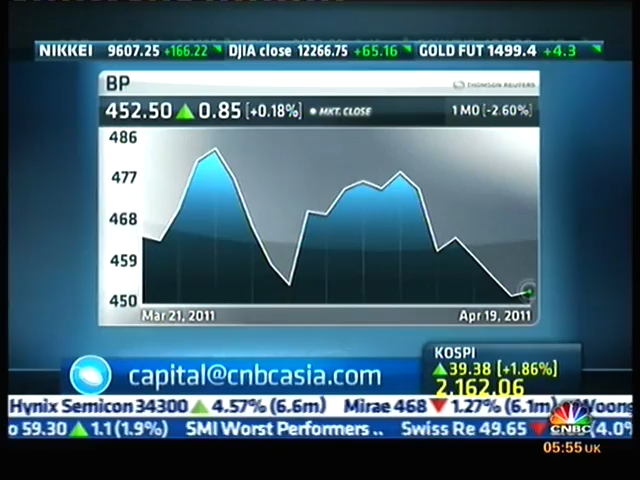 NIKKEI 9607.25 +166.22 DJIA close 12266.75 +65.16 GOLD FUT 1499.4 +4.3
BP
THOMSON REUTERS
452.50 ▲ 0.85 [+0.18%] ● MKT. CLOSE 1 MO [-2.60%]
486
477
468
459
450
Mar 21, 2011 Apr 19, 2011
KOSPI
▲ 39.38 [+1.86%]
2,162.06
capital@cnbcasia.com
Hynix Semicon 34300 ▲ 4.57% (6.6m) Mirae 468 ▼ 1.27% (6.1m) Woons
o 59.30 ▲ 1.1 (1.9%) SMI Worst Performers .. Swiss Re 49.65 ▼ (4.0%
CNBC
05:55 UK